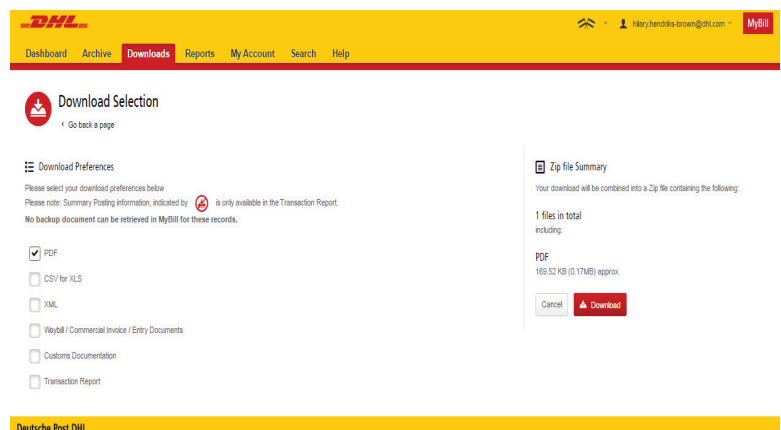 DHL
hilary.hendriks-brown@dhl.com
MyBill
Dashboard Archive Downloads Reports My Account Search Help
Download Selection
Go back a page
Download Preferences
Please select your download preferences below
Please note: Summary Posting information, indicated by is only available in the Transaction Report.
No backup document can be retrieved in MyBill for these records.
PDF
CSV for XLS
XML
Waybill / Commercial Invoice / Entry Documents
Customs Documentation
Transaction Report
Zip file Summary
Your download will be combined into a Zip file containing the following:
1 files in total
including:
PDF
169.52 KB (0.17MB) approx.
Cancel Download
Deutsche Post DHL